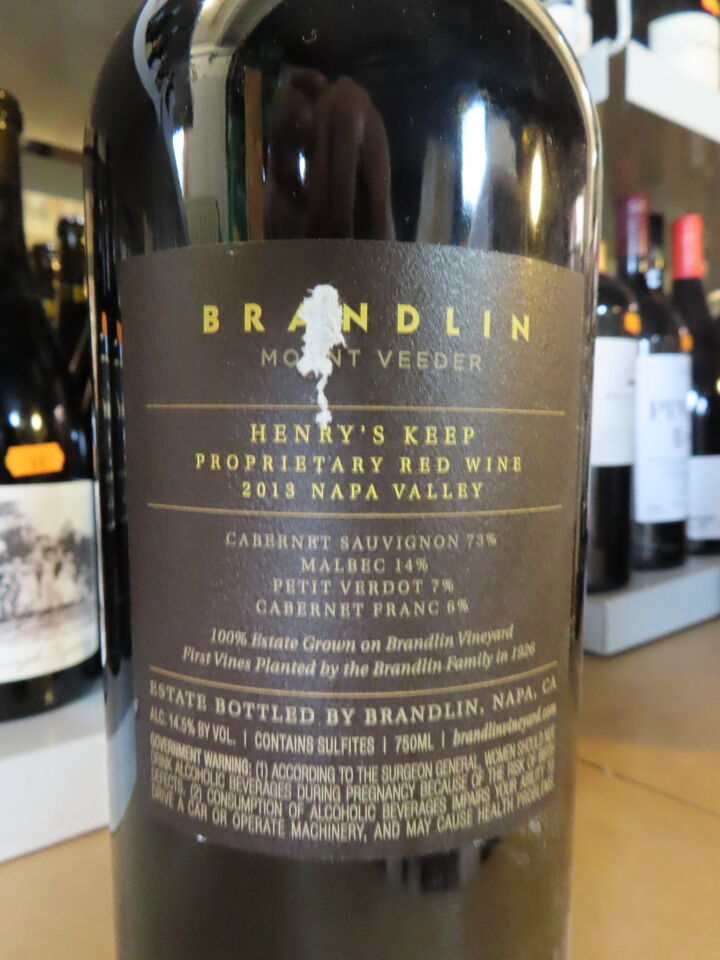 BRANDLIN
MOUNT VEEDER
HENRY'S KEEP
PROPRIETARY RED WINE
2013 NAPA VALLEY
CABERNET SAUVIGNON 73%
MALBEC 14%
PETIT VERDOT 7%
CABERNET FRANC 6%
100% Estate Grown on Brandlin Vineyard
First Vines Planted by the Brandlin Family in 1926
ESTATE BOTTLED BY BRANDLIN, NAPA, CA
ALC. 14.5% BY VOL. | CONTAINS SULFITES | 750ML | brandlinvineyard.com
GOVERNMENT WARNING: (1) ACCORDING TO THE SURGEON GENERAL, WOMEN SHOULD NOT
DRINK ALCOHOLIC BEVERAGES DURING PREGNANCY BECAUSE OF THE RISK OF BIRTH
DEFECTS. (2) CONSUMPTION OF ALCOHOLIC BEVERAGES IMPAIRS YOUR ABILITY TO
DRIVE A CAR OR OPERATE MACHINERY, AND MAY CAUSE HEALTH PROBLEMS.